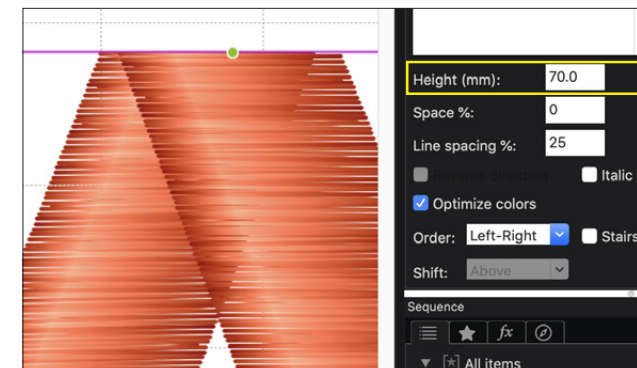 Height (mm): 70.0
Space %: 0
Line spacing %: 25
Reverse direction Italic
Optimize colors
Order: Left-Right Stairs
Shift: Above
Sequence
fx
All items